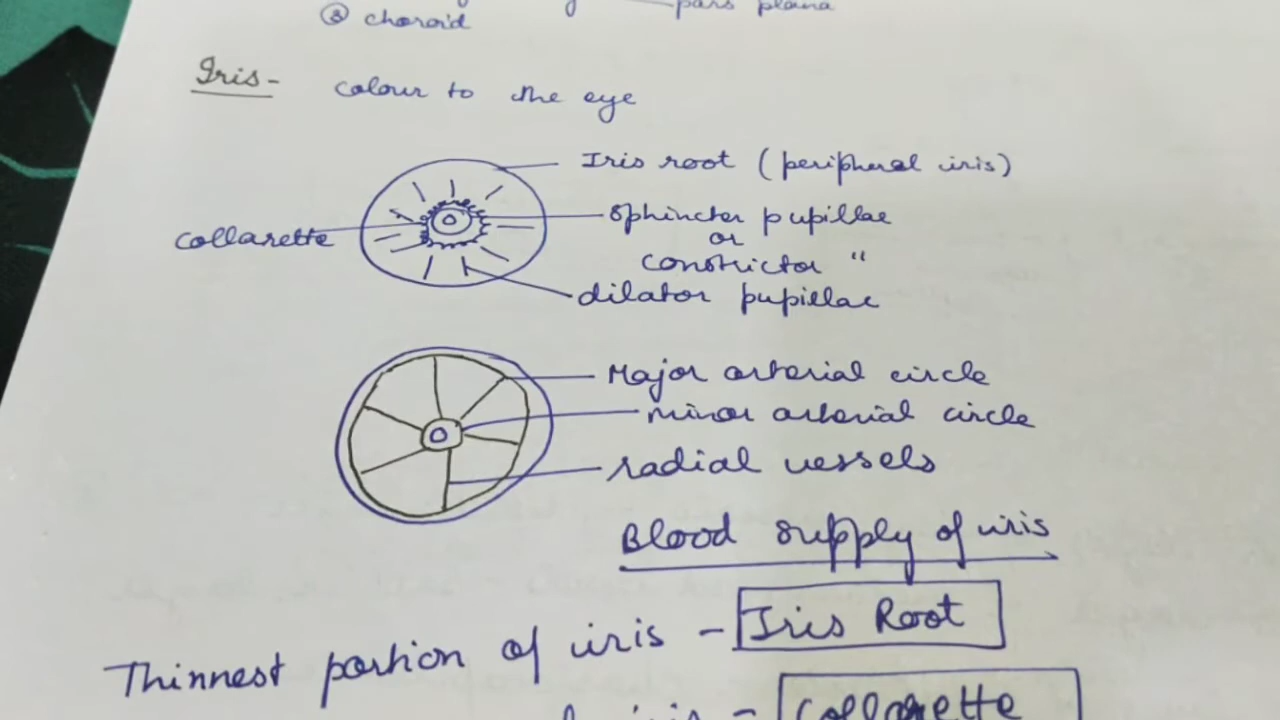 pars plana
③ choroid
Iris- colour to the eye
Iris root (peripheral iris)
collarette
sphincter pupillae
or
constrictor "
dilator pupillae
Major arterial circle
minor arterial circle
radial vessels
Blood supply of iris
Thinnest portion of iris - Iris Root
iris - Collarette